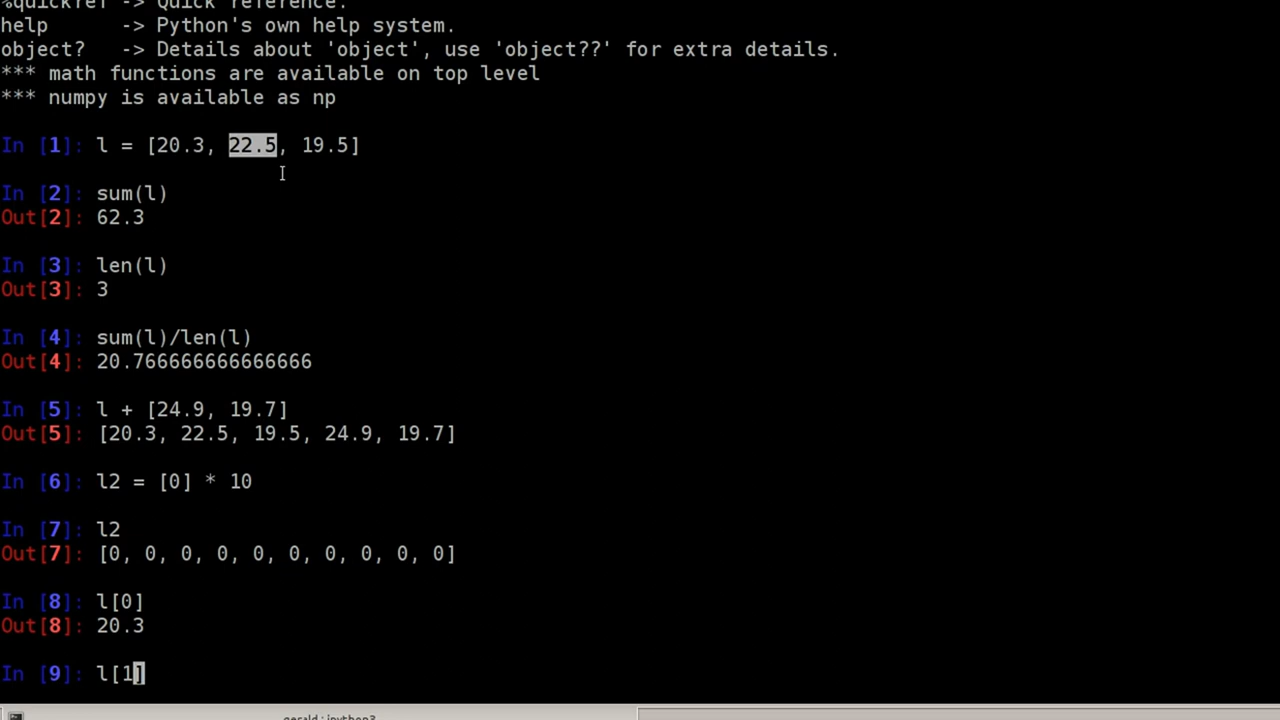 %quickref -> Quick reference.
help      -> Python's own help system.
object?   -> Details about 'object', use 'object??' for extra details.
*** math functions are available on top level
*** numpy is available as np
In [1]: l = [20.3, 22.5, 19.5]
In [2]: sum(l)
Out[2]: 62.3
In [3]: len(l)
Out[3]: 3
In [4]: sum(l)/len(l)
Out[4]: 20.766666666666666
In [5]: l + [24.9, 19.7]
Out[5]: [20.3, 22.5, 19.5, 24.9, 19.7]
In [6]: l2 = [0] * 10
In [7]: l2
Out[7]: [0, 0, 0, 0, 0, 0, 0, 0, 0, 0]
In [8]: l[0]
Out[8]: 20.3
In [9]: l[1]
gerald : ipython3